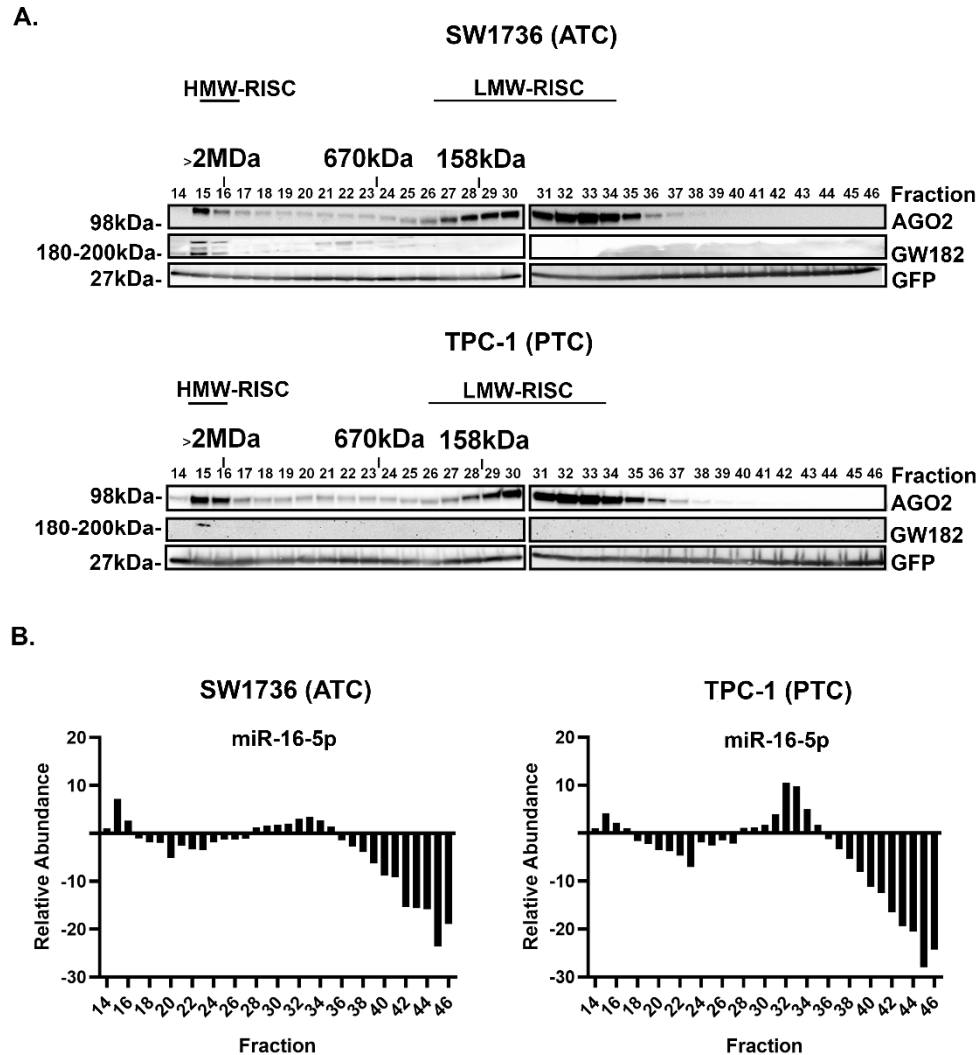 A.
SW1736 (ATC)
HMW-RISC LMW-RISC
>2MDa 670kDa 158kDa
14 15 16 17 18 19 20 21 22 23 24 25 26 27 28 29 30 31 32 33 34 35 36 37 38 39 40 41 42 43 44 45 46 Fraction
98kDa- AGO2
180-200kDa- GW182
27kDa- GFP
TPC-1 (PTC)
HMW-RISC LMW-RISC
>2MDa 670kDa 158kDa
14 15 16 17 18 19 20 21 22 23 24 25 26 27 28 29 30 31 32 33 34 35 36 37 38 39 40 41 42 43 44 45 46 Fraction
98kDa- AGO2
180-200kDa- GW182
27kDa- GFP
B.
SW1736 (ATC)
miR-16-5p
Relative Abundance
20
10
0
-10
-20
-30
14 16 18 20 22 24 26 28 30 32 34 36 38 40 42 44 46
Fraction
TPC-1 (PTC)
miR-16-5p
Relative Abundance
20
10
0
-10
-20
-30
14 16 18 20 22 24 26 28 30 32 34 36 38 40 42 44 46
Fraction